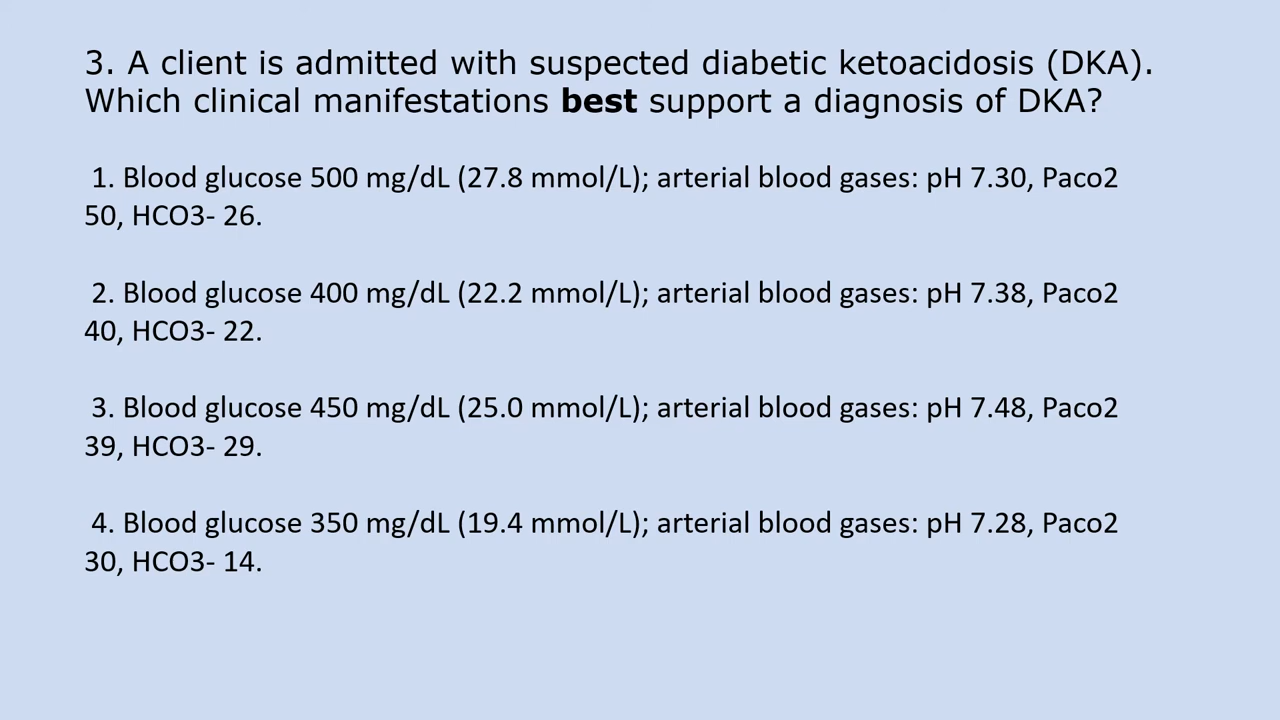 3. A client is admitted with suspected diabetic ketoacidosis (DKA).
Which clinical manifestations best support a diagnosis of DKA?
1. Blood glucose 500 mg/dL (27.8 mmol/L); arterial blood gases: pH 7.30, Paco2
50, HCO3- 26.
2. Blood glucose 400 mg/dL (22.2 mmol/L); arterial blood gases: pH 7.38, Paco2
40, HCO3- 22.
3. Blood glucose 450 mg/dL (25.0 mmol/L); arterial blood gases: pH 7.48, Paco2
39, HCO3- 29.
4. Blood glucose 350 mg/dL (19.4 mmol/L); arterial blood gases: pH 7.28, Paco2
30, HCO3- 14.